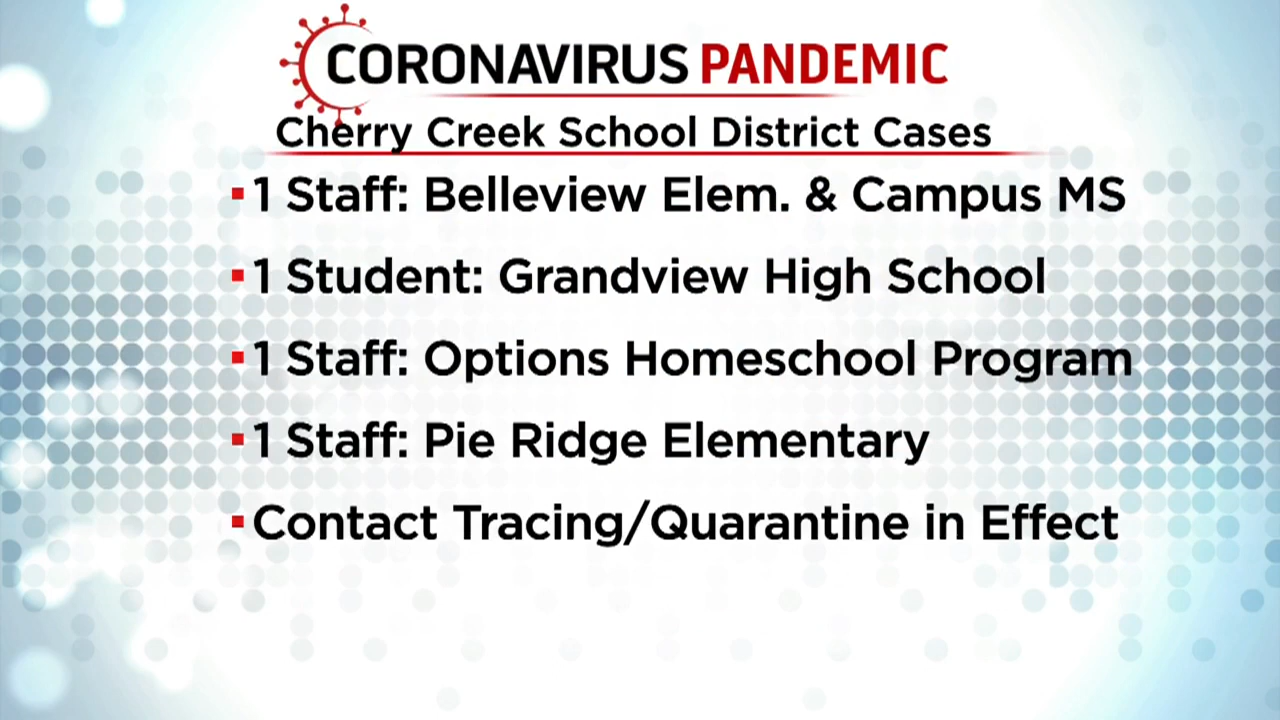 CORONAVIRUS PANDEMIC
Cherry Creek School District Cases
1 Staff: Belleview Elem. & Campus MS
1 Student: Grandview High School
1 Staff: Options Homeschool Program
1 Staff: Pie Ridge Elementary
Contact Tracing/Quarantine in Effect